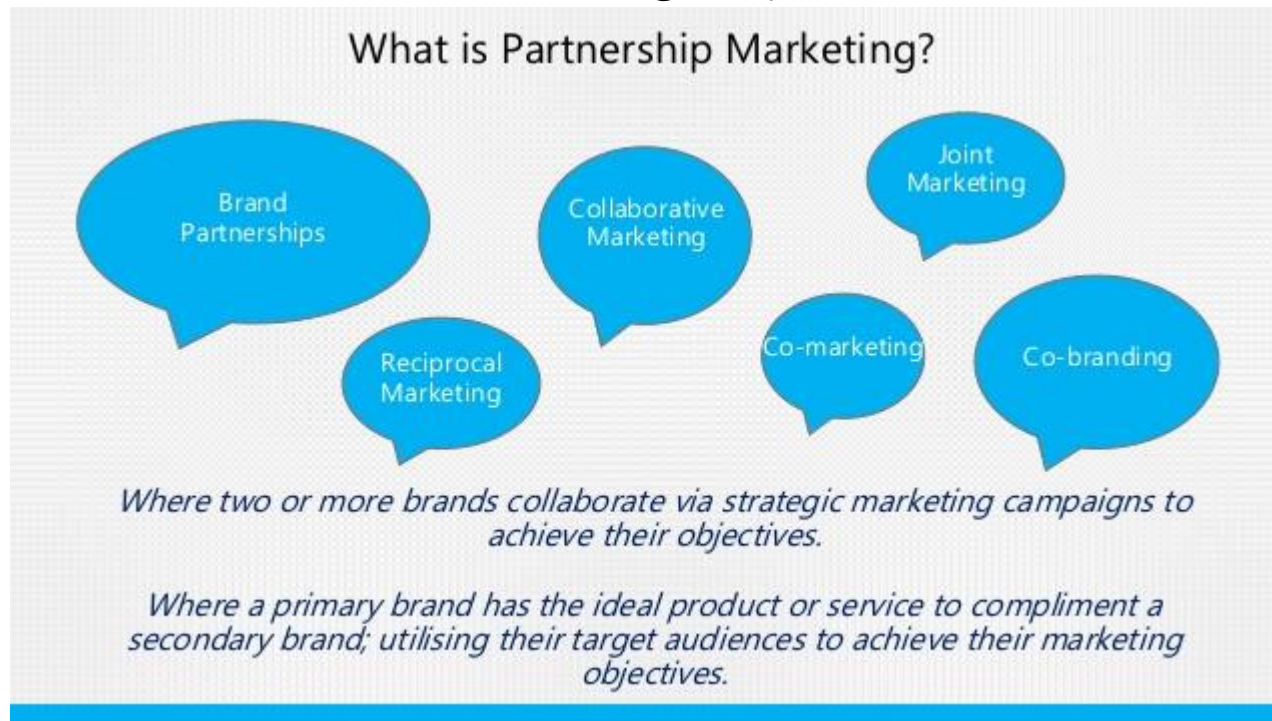 What is Partnership Marketing?
Brand
Partnerships
Collaborative
Marketing
Joint
Marketing
Reciprocal
Marketing
Co-marketing
Co-branding
Where two or more brands collaborate via strategic marketing campaigns to
achieve their objectives.
Where a primary brand has the ideal product or service to compliment a
secondary brand; utilising their target audiences to achieve their marketing
objectives.